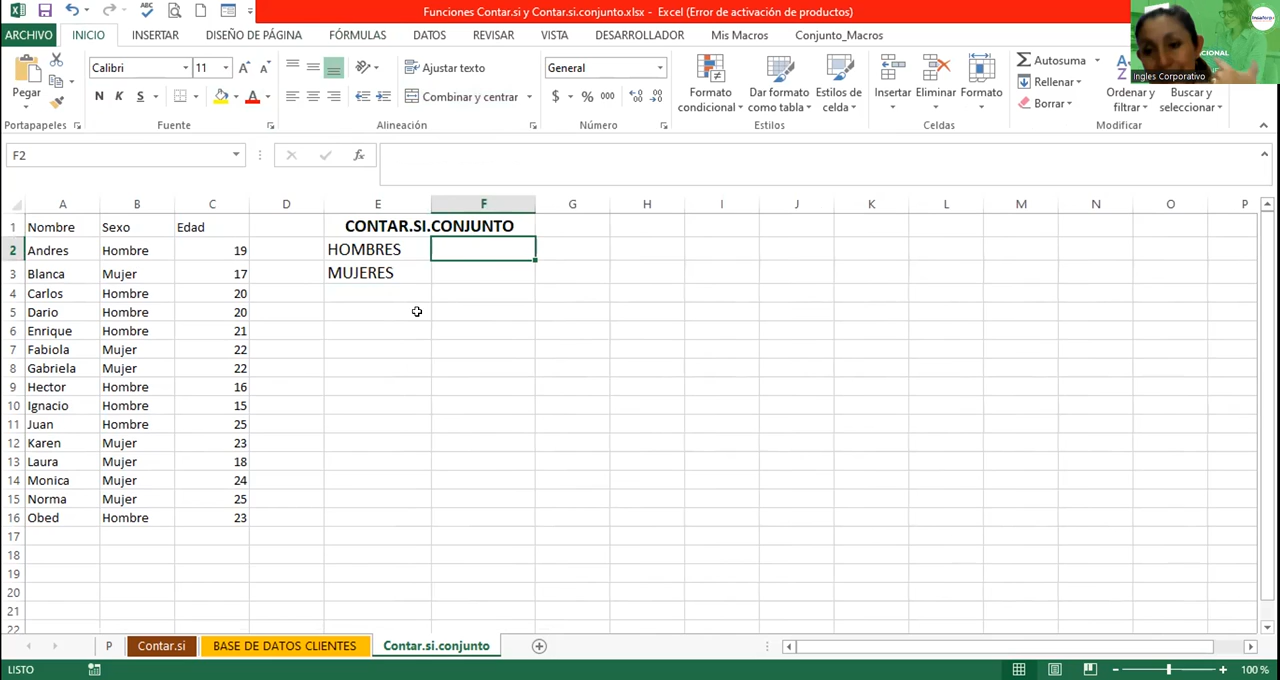 Funciones Contar.si y Contar.si.conjunto.xlsx - Excel (Error de activación de productos)
ARCHIVO INICIO INSERTAR DISEÑO DE PÁGINA FÓRMULAS DATOS REVISAR VISTA DESARROLLADOR Mis Macros Conjunto_Macros
Ingles Corporativo
Pegar
Calibri 11
N K S
Ajustar texto
Combinar y centrar
General
$ % 000
Formato condicional
Dar formato como tabla
Estilos de celda
Insertar Eliminar Formato
Autosuma
Rellenar
Borrar
Ordenar y filtrar
Buscar y seleccionar
Portapapeles Fuente Alineación Número Estilos Celdas Modificar
F2 fx
A B C D E F G H I J K L M N O P
1 Nombre Sexo Edad CONTAR.SI.CONJUNTO
2 Andres Hombre 19 HOMBRES
3 Blanca Mujer 17 MUJERES
4 Carlos Hombre 20
5 Dario Hombre 20
6 Enrique Hombre 21
7 Fabiola Mujer 22
8 Gabriela Mujer 22
9 Hector Hombre 16
10 Ignacio Hombre 15
11 Juan Hombre 25
12 Karen Mujer 23
13 Laura Mujer 18
14 Monica Mujer 24
15 Norma Mujer 25
16 Obed Hombre 23
17
18
19
20
21
22
P Contar.si BASE DE DATOS CLIENTES Contar.si.conjunto
LISTO 100 %